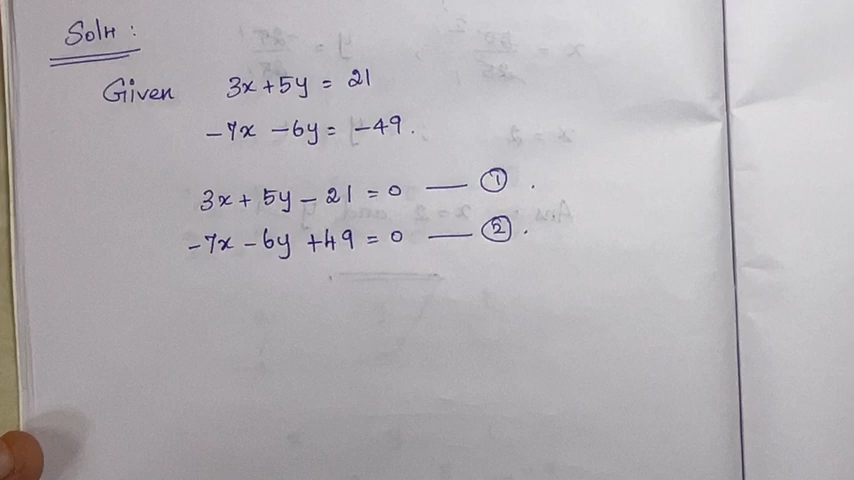 Soln :
Given 3x + 5y = 21
-7x - 6y = -49.
3x + 5y - 21 = 0 — ① .
-7x - 6y + 49 = 0 — ② .